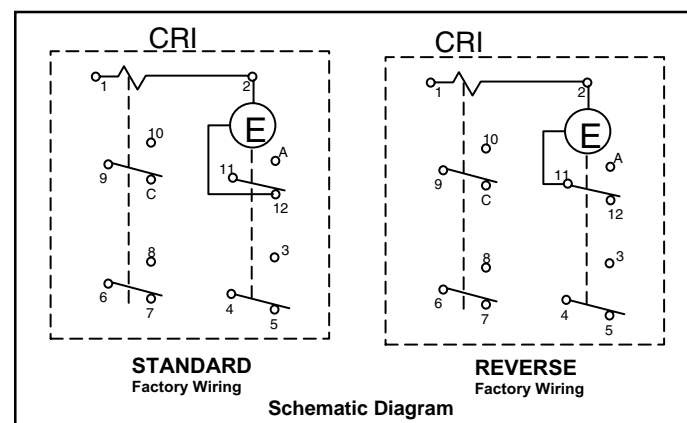 CRI
1
2
E
10
A
9
11
C
12
8
3
6
7
4
5
STANDARD
Factory Wiring
CRI
1
2
E
10
A
9
11
C
12
8
3
6
7
4
5
REVERSE
Factory Wiring
Schematic Diagram